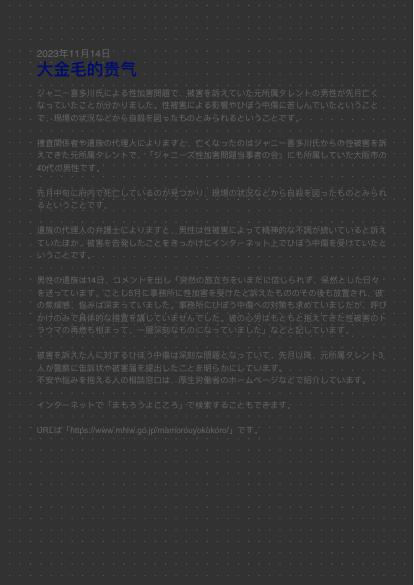 2023年11月14日
大金毛的贵气
ジャニー喜多川氏による性加害問題で、被害を訴えていた元所属タレントの男性が先月亡く
なっていたことが分かりました。性被害による影響やひぼう中傷に苦しんでいたということ
で、現場の状況などから自殺を図ったものとみられるということです。
捜査関係者や遺族の代理人によりますと、亡くなったのはジャニー喜多川氏からの性被害を訴
えてきた元所属タレントで、「ジャニーズ性加害問題当事者の会」にも所属していた大阪市の
40代の男性です。
先月中旬に府内で死亡しているのが見つかり、現場の状況などから自殺を図ったものとみられ
るということです。
遺族の代理人の弁護士によりますと、男性は性被害によって精神的な不調が続いていると訴え
ていたほか、被害を告発したことをきっかけにインターネット上でひぼう中傷を受けていたと
いうことです。
男性の遺族は14日、コメントを出し「突然の旅立ちをいまだに信じられず、呆然とした日々
を送っています。ことし5月に事務所に性加害を受けたと訴えたもののその後も放置され、彼
の焦燥感、悩みは深まっていました。事務所にひぼう中傷への対策も求めていましたが、呼び
かけのみで具体的な捜査を講じていませんでした。彼の心労はもともと抱えてきた性被害のト
ラウマの再燃も相まって、一層深刻なものになっていました」などと記しています。
被害を訴えた人に対するひぼう中傷は深刻な問題となっていて、先月以降、元所属タレント3
人が警察に告訴状や被害届を提出したことを明らかにしています。
不安や悩みを抱える人の相談窓口は、厚生労働省のホームページなどで紹介しています。
インターネットで「まもろうよこころ」で検索することもできます。
URLは「https://www.mhlw.go.jp/mamorouyokokoro/」です。